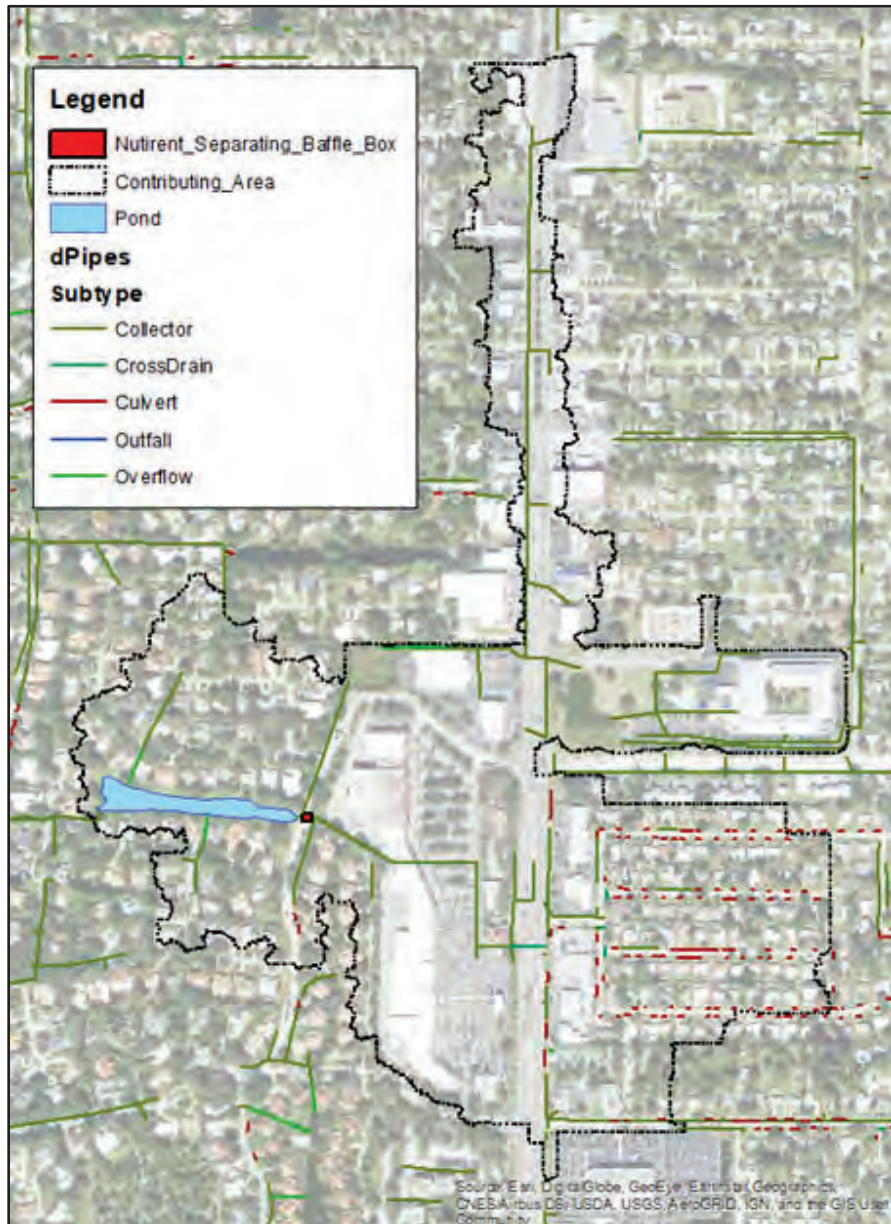 Legend
Nutirent_Separating_Baffle_Box
Contributing_Area
Pond
dPipes
Subtype
Collector
CrossDrain
Culvert
Outfall
Overflow
Source: Esri, DigitalGlobe, GeoEye, Earthstar Geographics,
CNES/Airbus DS, USDA, USGS, AeroGRID, IGN, and the GIS User
Community